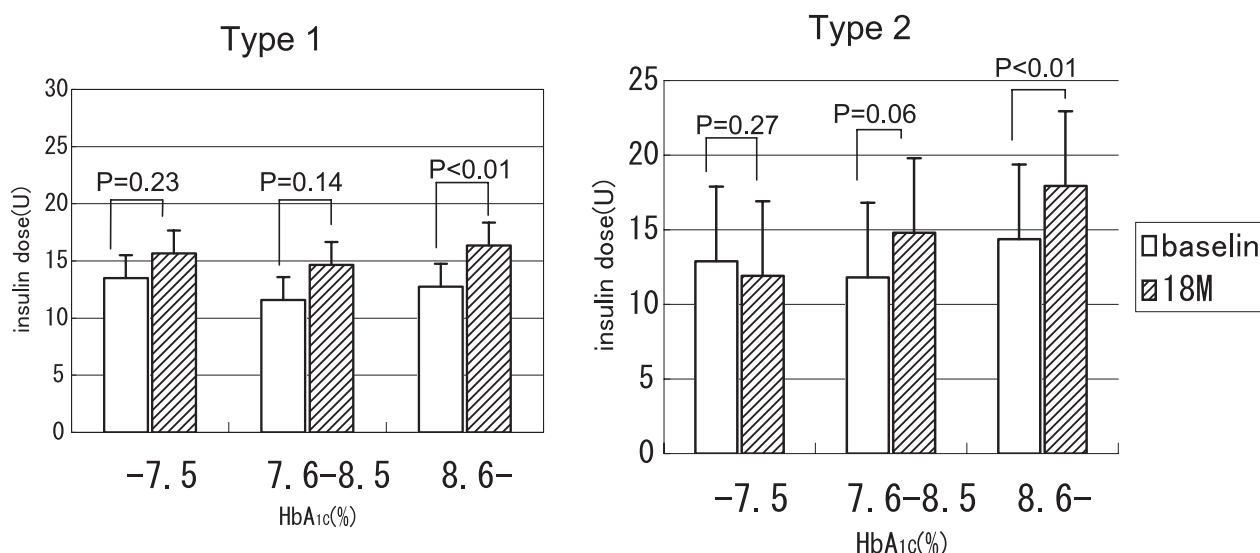 Type 1
30
25
20
15
10
5
0
insulin dose(U)
P=0.23
P=0.14
P<0.01
-7.5 7.6-8.5 8.6-
HbA1C(%)
Type 2
25
20
15
10
5
0
insulin dose(U)
P=0.27
P=0.06
P<0.01
-7.5 7.6-8.5 8.6-
HbA1C(%)
baselin
18M